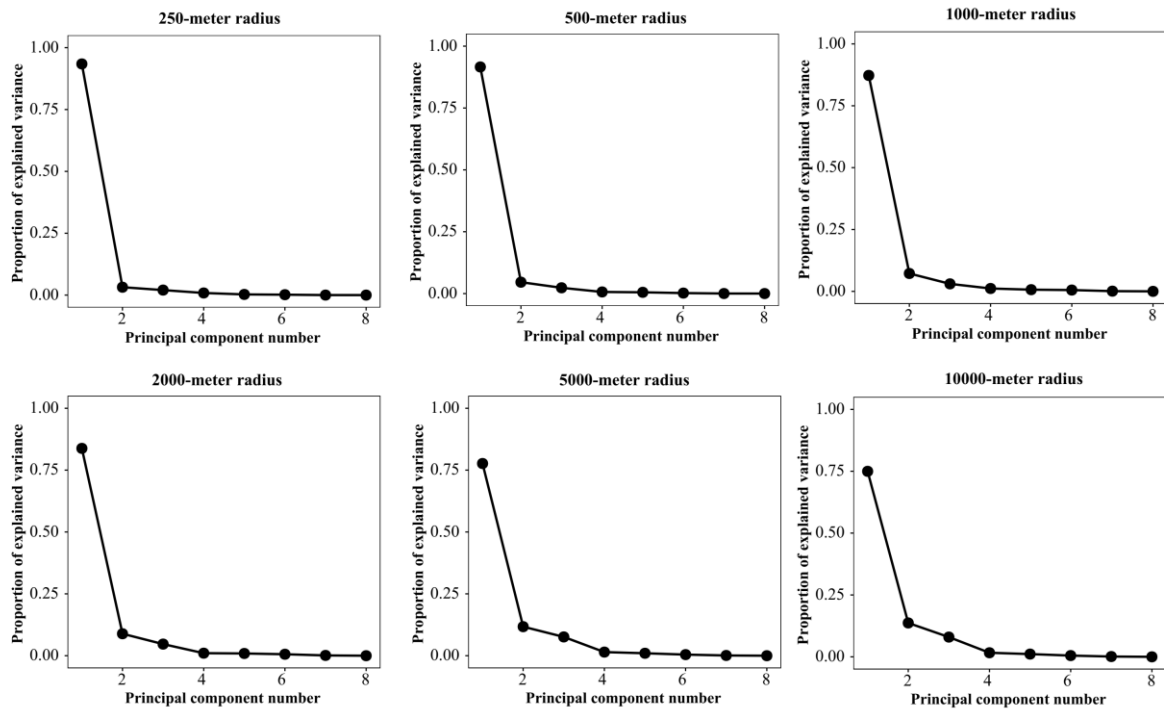 250-meter radius
Proportion of explained variance
1.00
0.75
0.50
0.25
0.00
2 4 6 8
Principal component number
500-meter radius
Proportion of explained variance
1.00
0.75
0.50
0.25
0.00
2 4 6 8
Principal component number
1000-meter radius
Proportion of explained variance
1.00
0.75
0.50
0.25
0.00
2 4 6 8
Principal component number
2000-meter radius
Proportion of explained variance
1.00
0.75
0.50
0.25
0.00
2 4 6 8
Principal component number
5000-meter radius
Proportion of explained variance
1.00
0.75
0.50
0.25
0.00
2 4 6 8
Principal component number
10000-meter radius
Proportion of explained variance
1.00
0.75
0.50
0.25
0.00
2 4 6 8
Principal component number